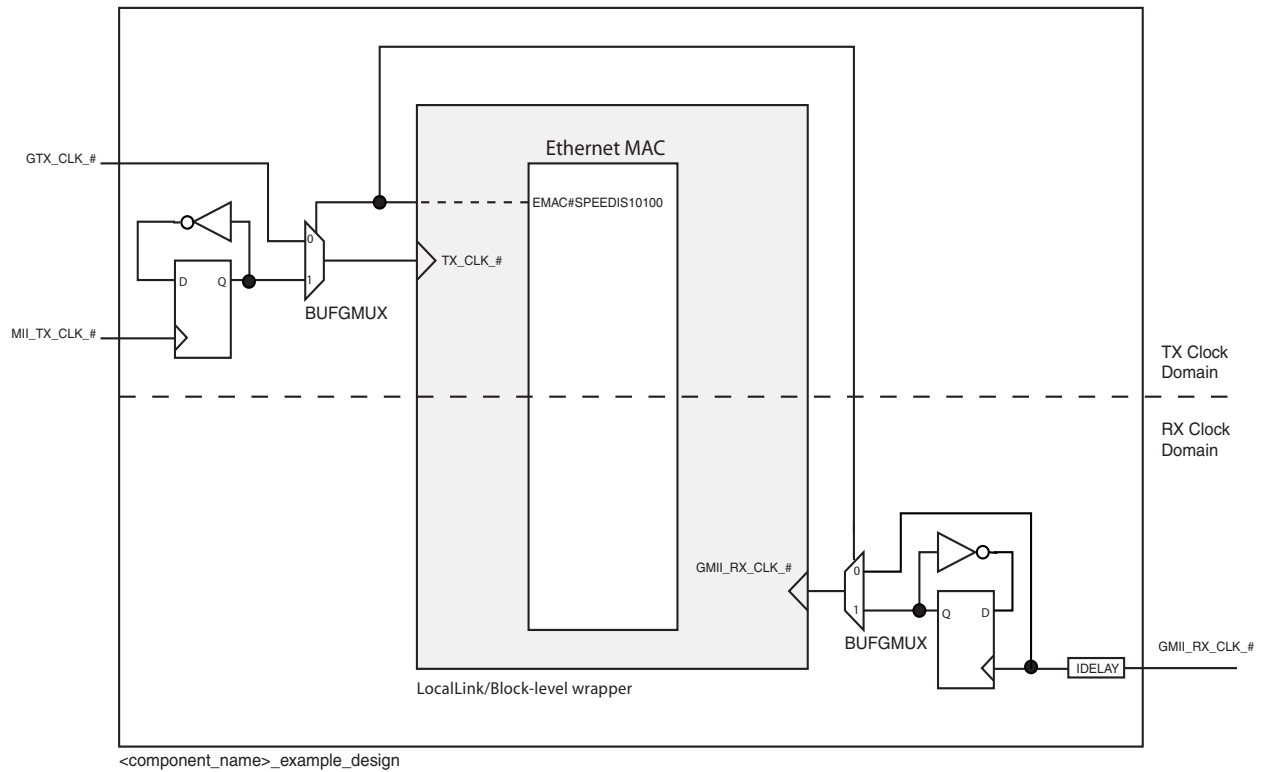 Ethernet MAC
GTX_CLK_#
EMAC#SPEEDIS10100
0
TX_CLK_#
D
Q
1
BUFGMUX
MII_TX_CLK_#
TX Clock
Domain
RX Clock
Domain
GMII_RX_CLK_#
0
1
Q
D
BUFGMUX
GMII_RX_CLK_#
IDELAY
LocalLink/Block-level wrapper
<component_name>_example_design